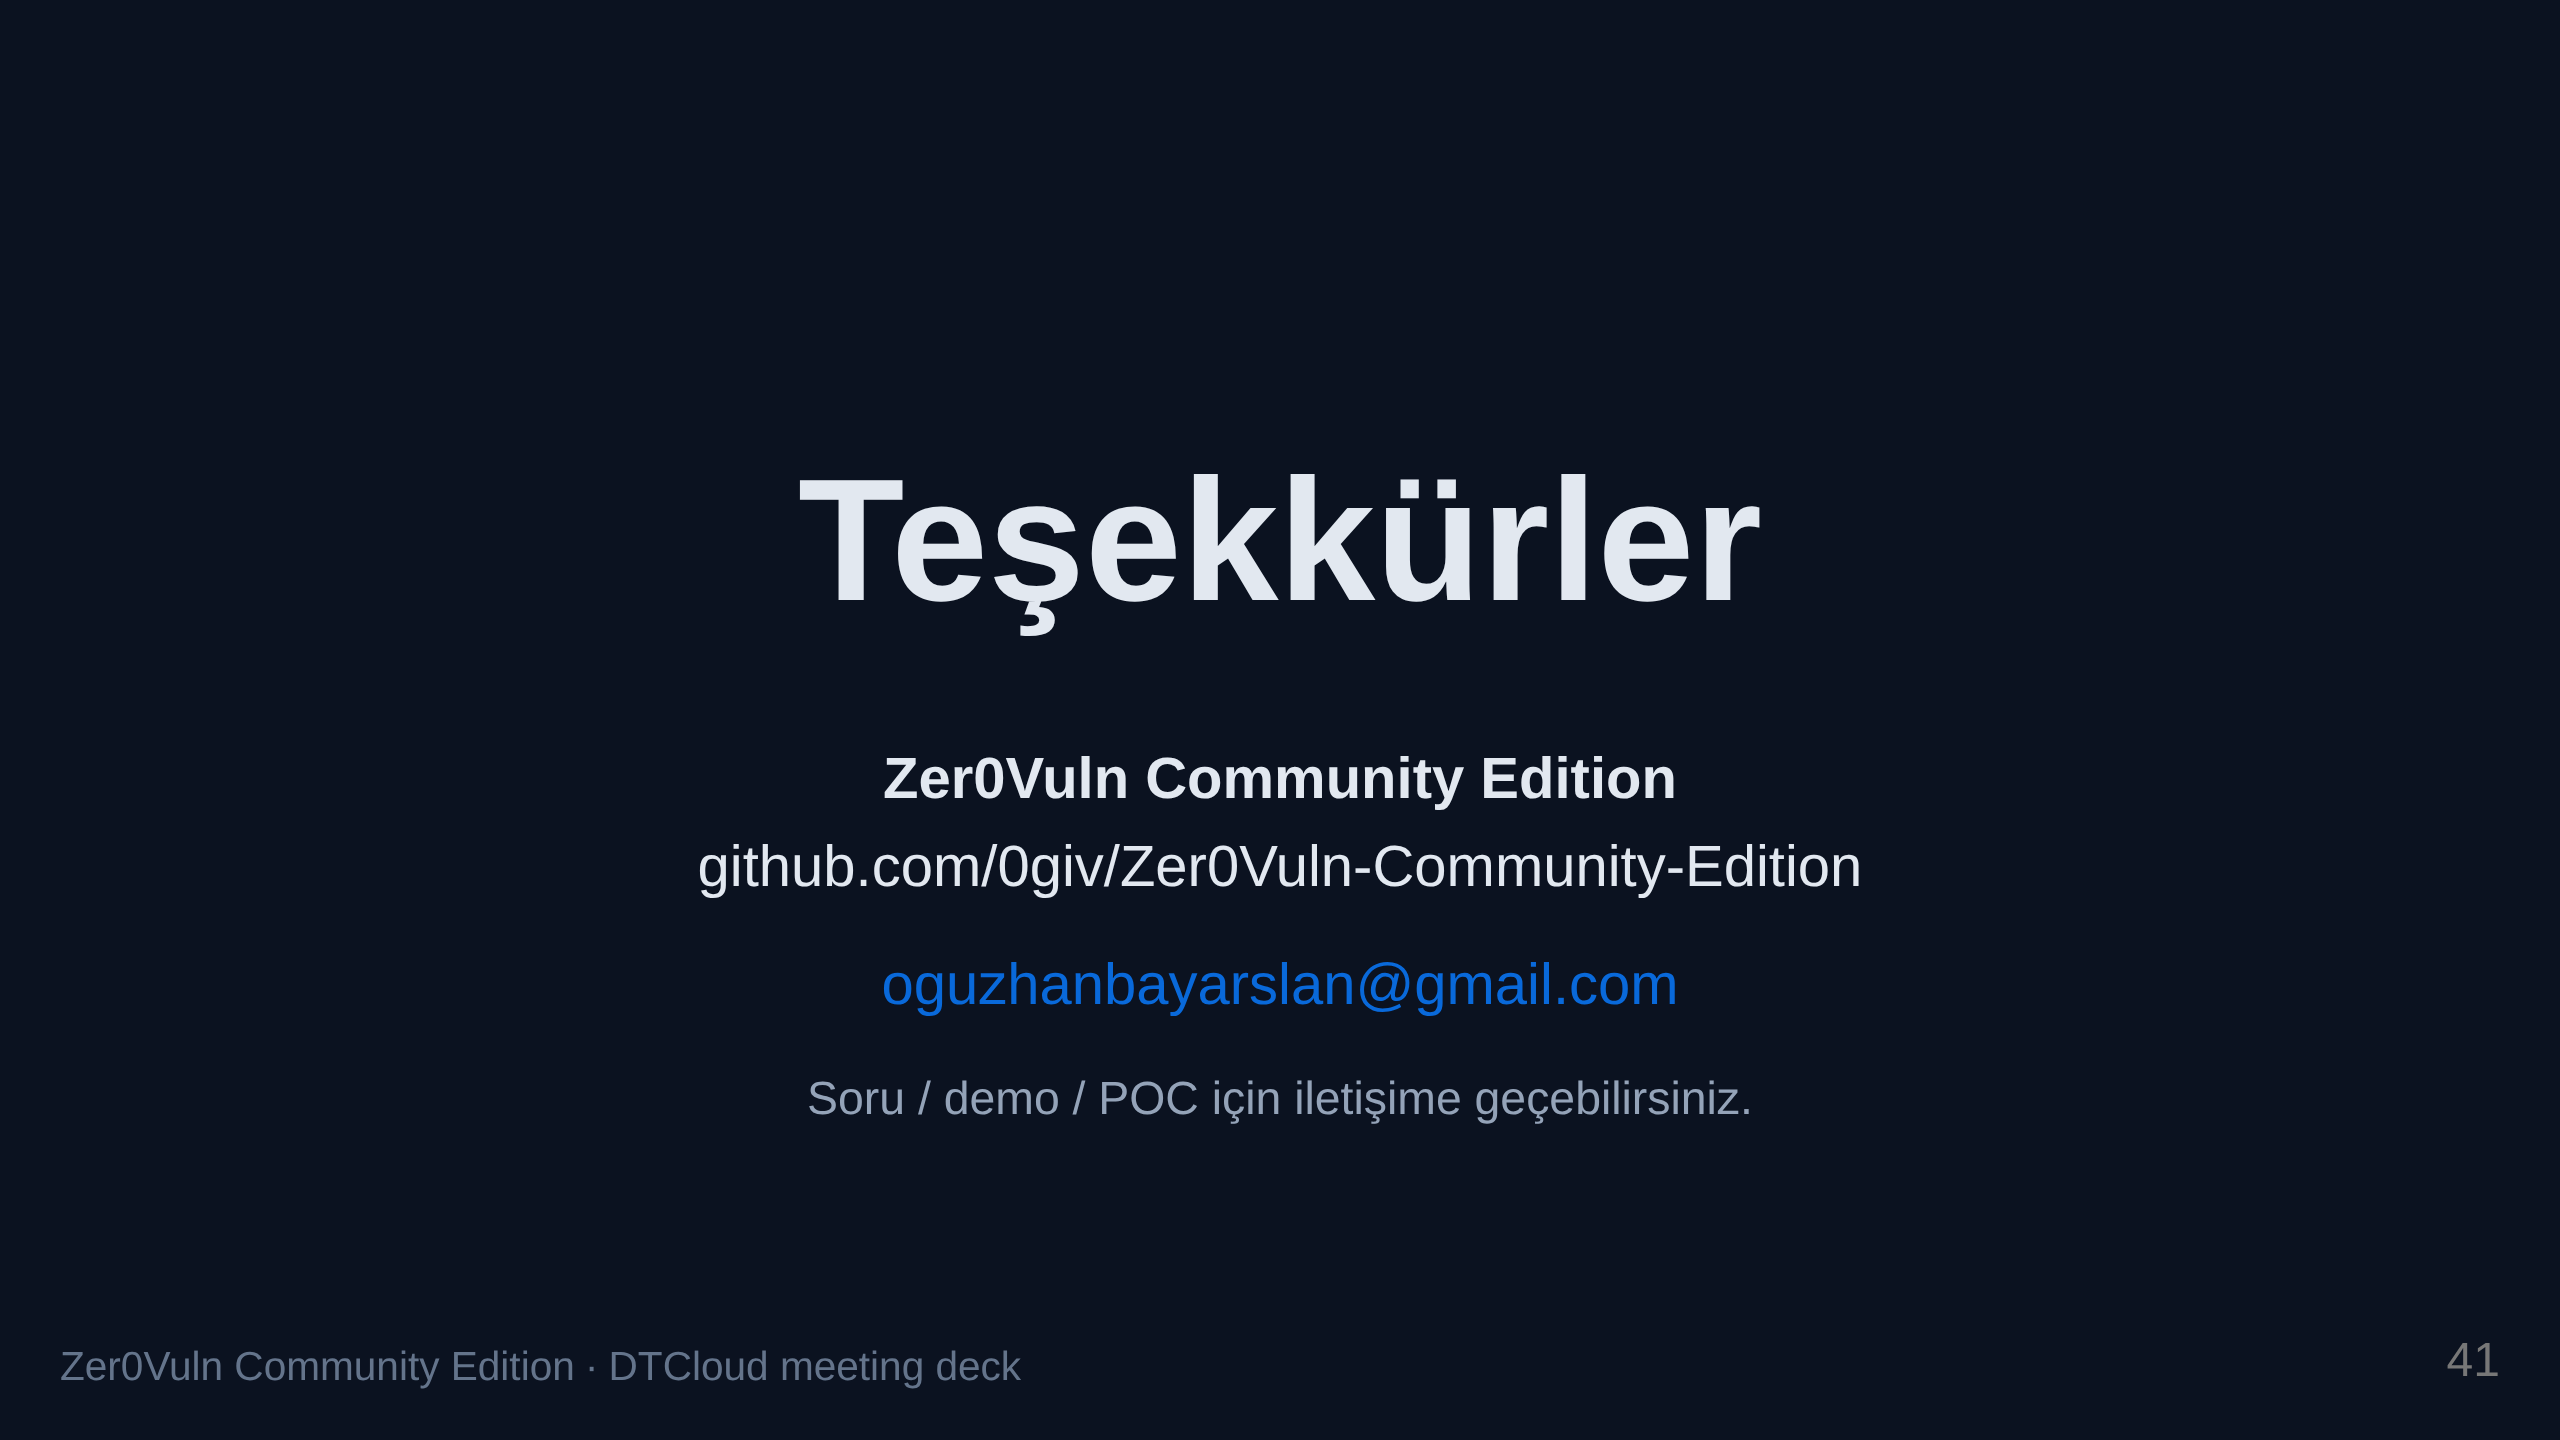 Teşekkürler
Zer0Vuln Community Edition
github.com/0giv/Zer0Vuln-Community-Edition
oguzhanbayarslan@gmail.com
Soru / demo / POC için iletişime geçebilirsiniz.
Zer0Vuln Community Edition · DTCloud meeting deck
41